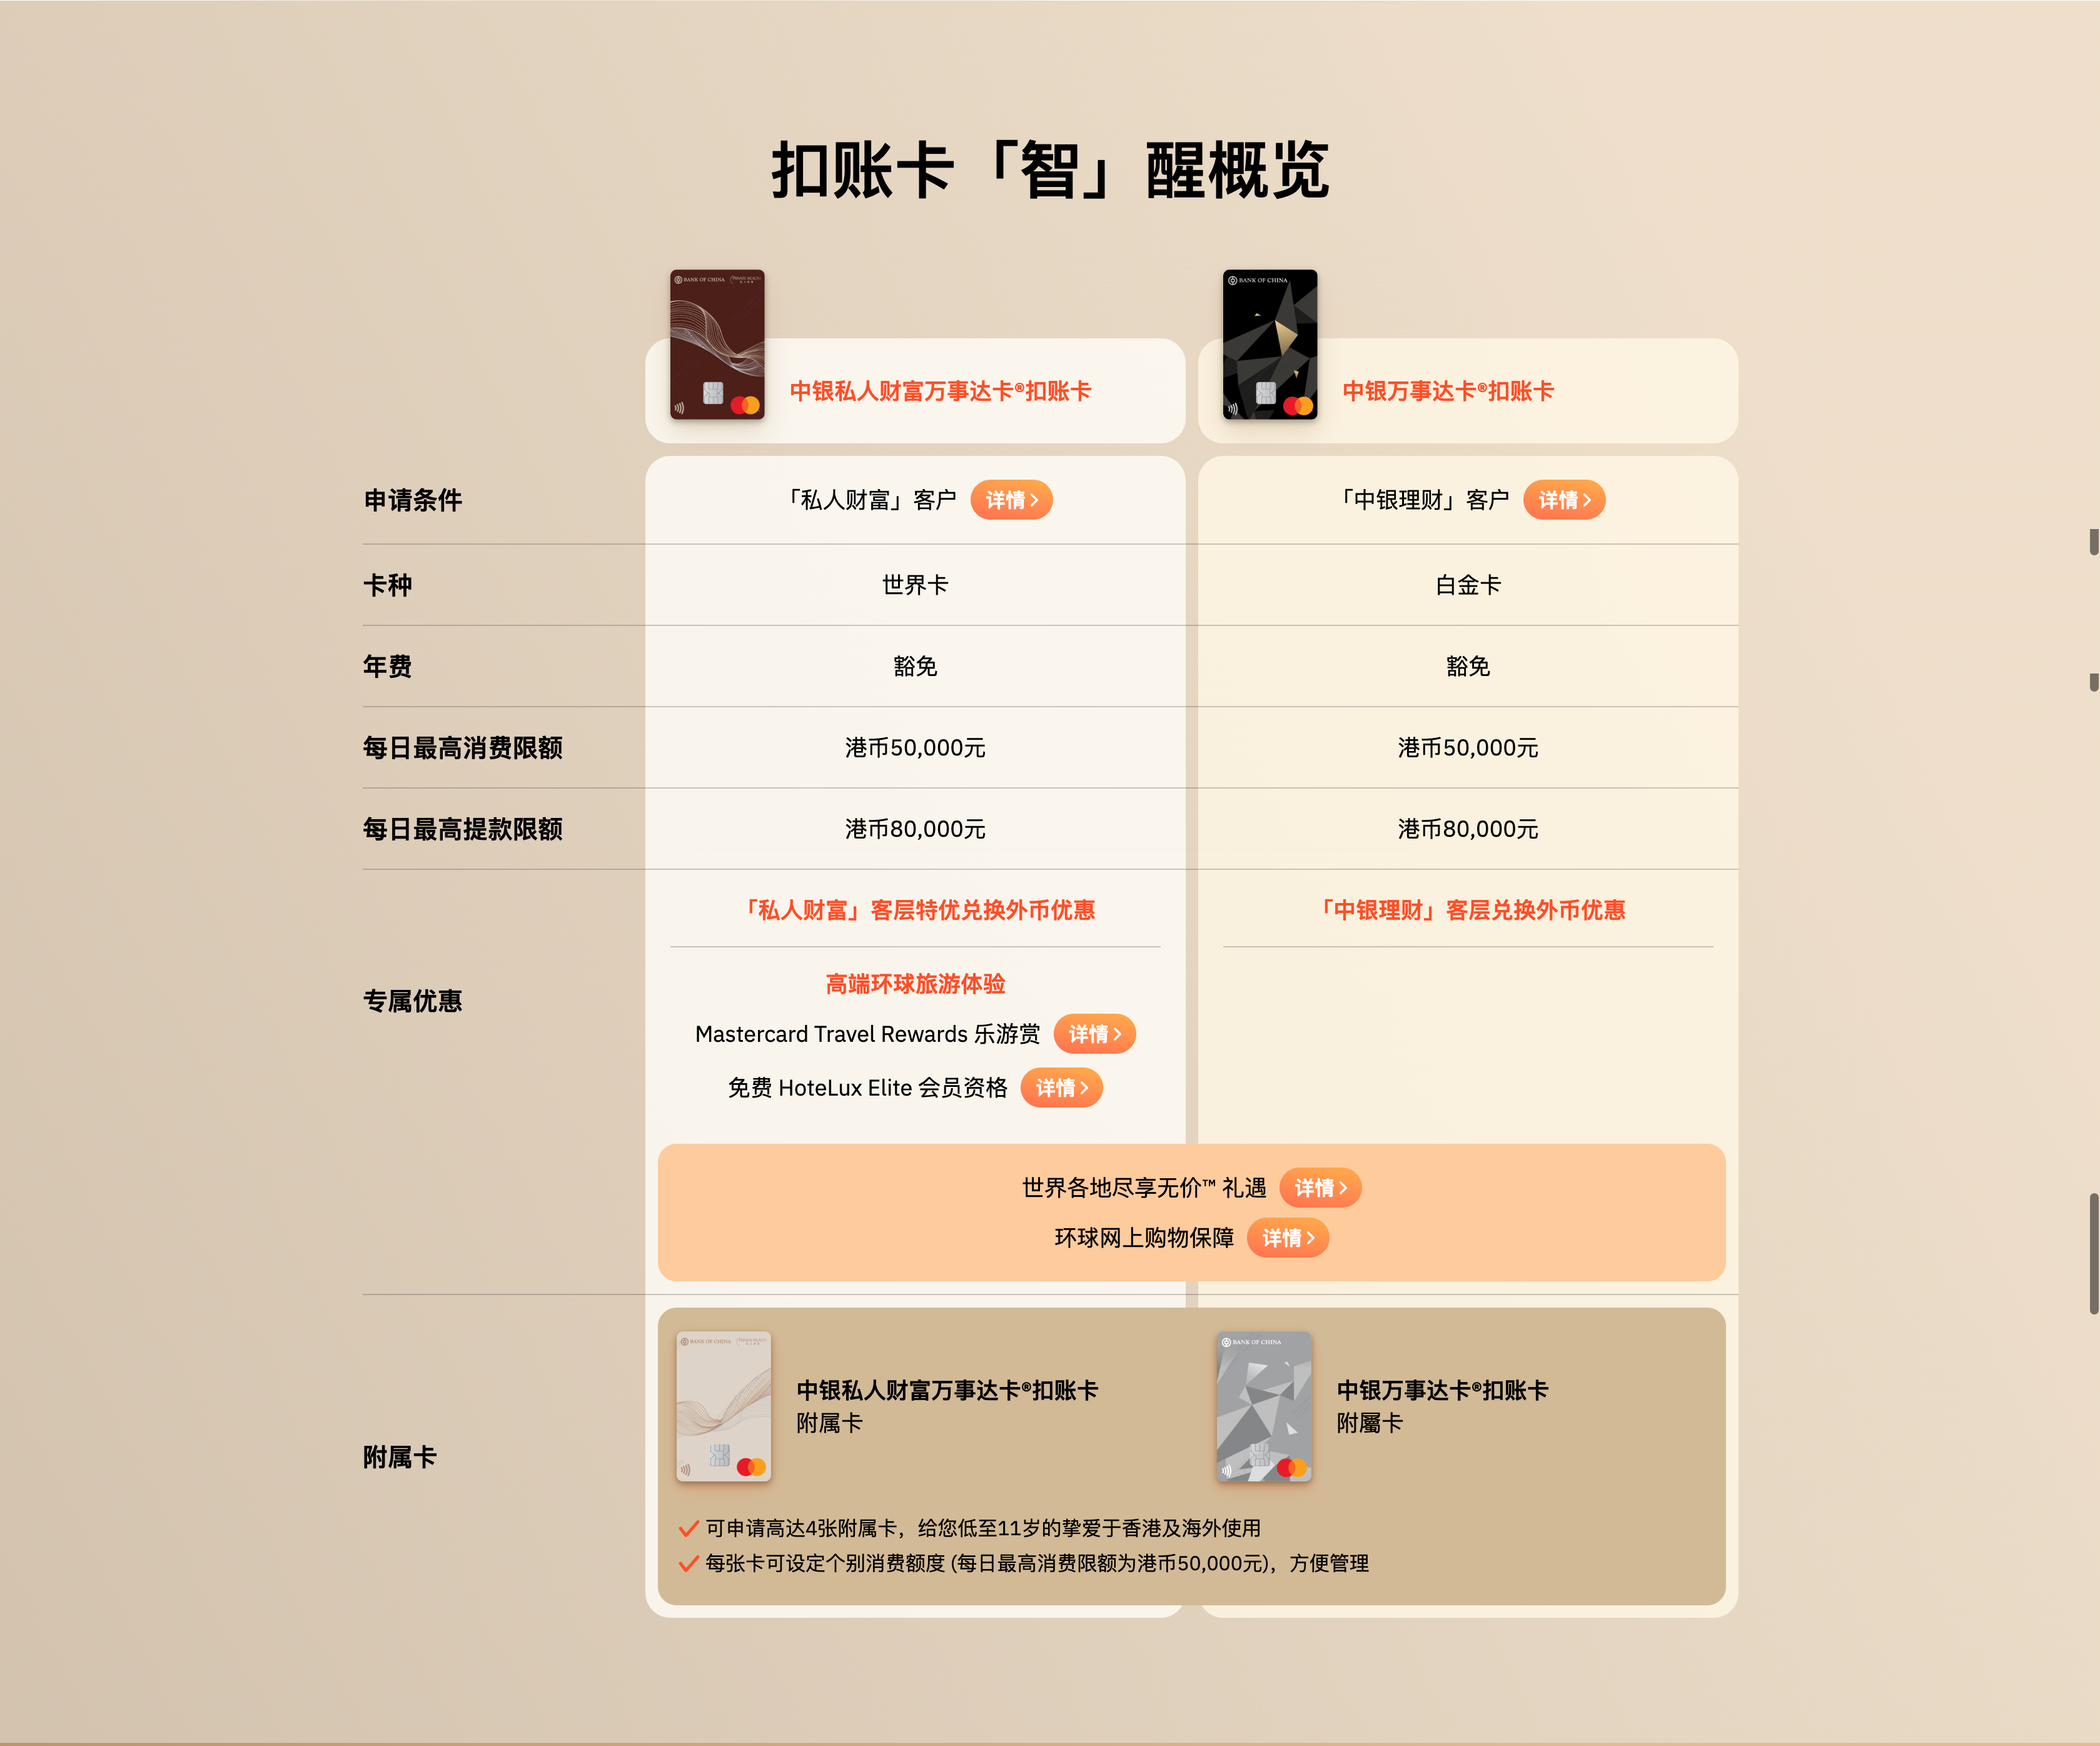 扣账卡「智」醒概览
BANK OF CHINA
中银私人财富万事达卡®扣账卡
BANK OF CHINA
中银万事达卡®扣账卡
申请条件
「私人财富」客户 详情
「中银理财」客户 详情
卡种
世界卡
白金卡
年费
豁免
豁免
每日最高消费限额
港币50,000元
港币50,000元
每日最高提款限额
港币80,000元
港币80,000元
专属优惠
「私人财富」客层特优兑换外币优惠
「中银理财」客层兑换外币优惠
高端环球旅游体验
Mastercard Travel Rewards 乐游赏 详情
免费 HoteLux Elite 会员资格 详情
世界各地尽享无价™ 礼遇 详情
环球网上购物保障 详情
附属卡
BANK OF CHINA
中银私人财富万事达卡®扣账卡
附属卡
BANK OF CHINA
中银万事达卡®扣账卡
附屬卡
可申请高达4张附属卡，给您低至11岁的挚爱于香港及海外使用
每张卡可设定个别消费额度 (每日最高消费限额为港币50,000元)，方便管理